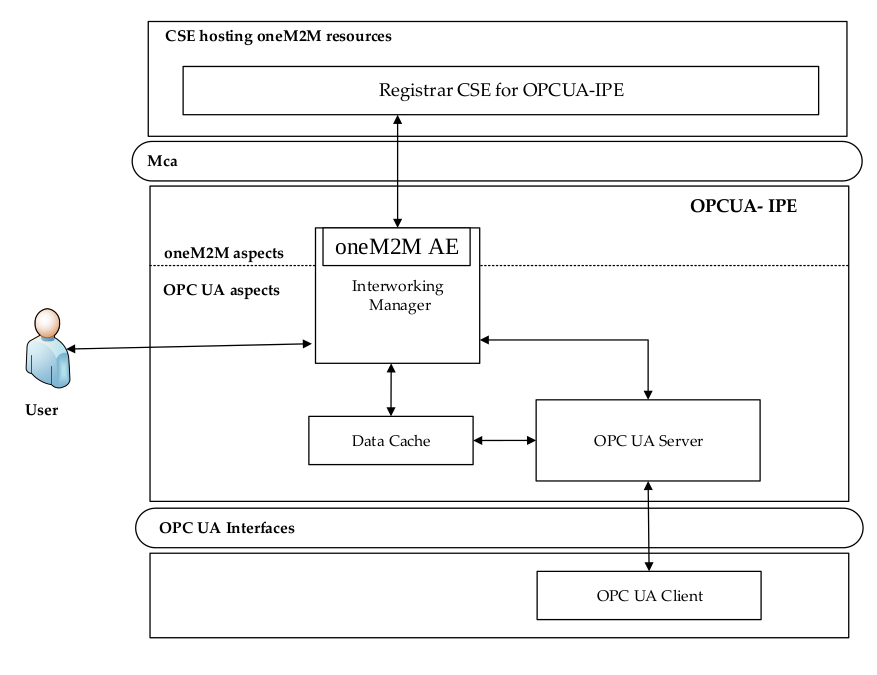 CSE hosting oneM2M resources
Registrar CSE for OPCUA-IPE
Mca
OPCUA- IPE
oneM2M AE
oneM2M aspects
OPC UA aspects
Interworking
Manager
User
Data Cache
OPC UA Server
OPC UA Interfaces
OPC UA Client